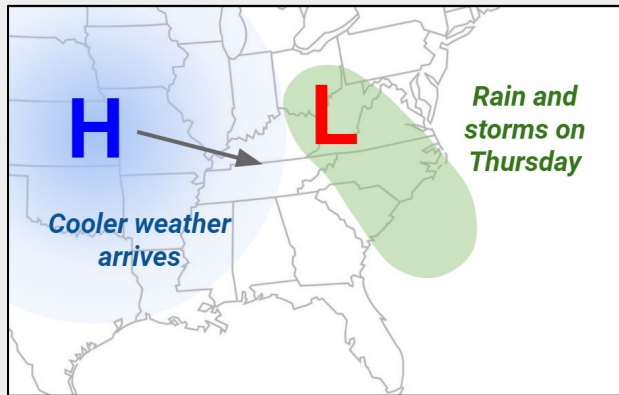 H
L
Rain and
storms on
Thursday
Cooler weather
arrives